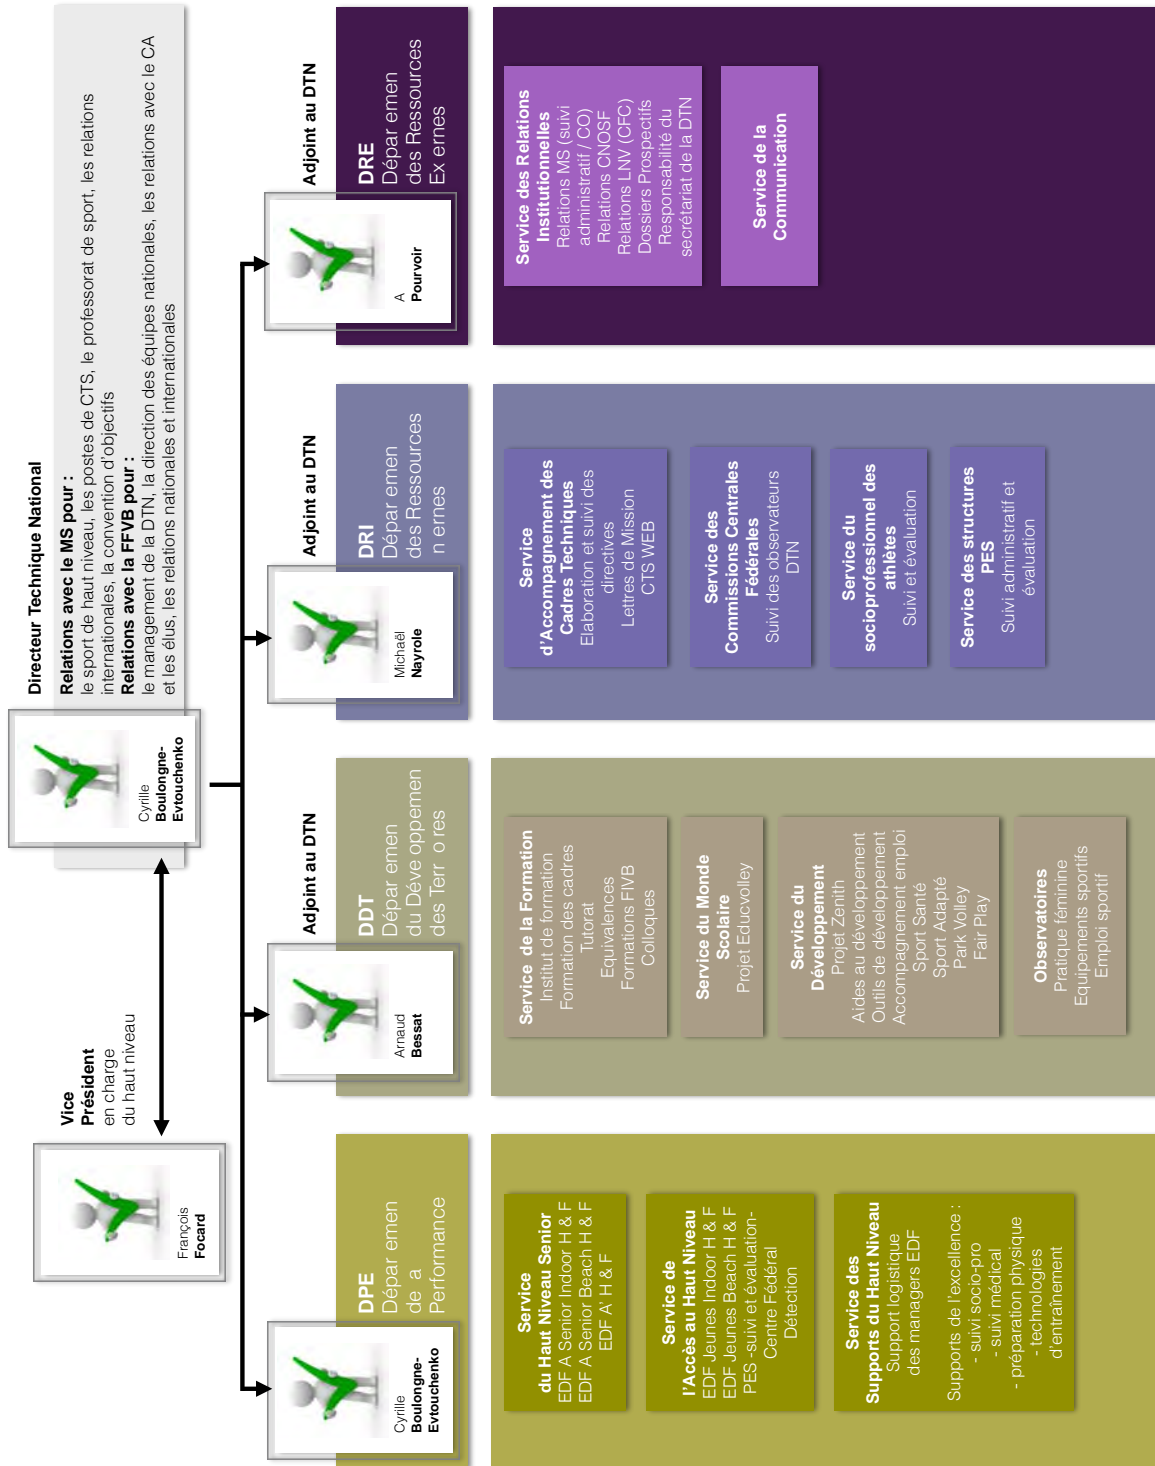 François
Focard
Vice
Président
en charge
du haut niveau
Cyrille
Boulongne-
Evtouchenko
Directeur Technique National
Relations avec le MS pour :
le sport de haut niveau, les postes de CTS, le professorat de sport, les relations
internationales, la convention d'objectifs
Relations avec la FFVB pour :
le management de la DTN, la direction des équipes nationales, les relations avec le CA
et les élus, les relations nationales et internationales
Cyrille
Boulongne-
Evtouchenko
DPE
Dépar emen
de a
Performance
Service
du Haut Niveau Senior
EDF A Senior Indoor H & F
EDF A Senior Beach H & F
EDF A' H & F
Service de
l'Accès au Haut Niveau
EDF Jeunes Indoor H & F
EDF Jeunes Beach H & F
PES -suivi et évaluation-
Centre Fédéral
Détection
Service des
Supports du Haut Niveau
Support logistique
des managers EDF
Supports de l'excellence :
- suivi socio-pro
- suivi médical
- préparation physique
- technologies
d'entraînement
Adjoint au DTN
Arnaud
Bessat
DDT
Dépar emen
du Déve oppemen
des Terr o res
Service de la Formation
Institut de formation
Formation des cadres
Tutorat
Equivalences
Formations FIVB
Colloques
Service du Monde
Scolaire
Projet Educvolley
Service du
Développement
Projet Zenith
Aides au développement
Outils de développement
Accompagnement emploi
Sport Santé
Sport Adapté
Park Volley
Fair Play
Observatoires
Pratique féminine
Equipements sportifs
Emploi sportif
Adjoint au DTN
Michaël
Nayrole
DRI
Dépar emen
des Ressources
n ernes
Service
d'Accompagnement des
Cadres Techniques
Elaboration et suivi des
directives
Lettres de Mission
CTS WEB
Service des
Commissions Centrales
Fédérales
Suivi des observateurs
DTN
Service du
socioprofessionnel des
athlètes
Suivi et évaluation
Service des structures
PES
Suivi administratif et
évaluation
Adjoint au DTN
A
Pourvoir
DRE
Dépar emen
des Ressources
Ex ernes
Service des Relations
Institutionnelles
Relations MS (suivi
administratif / CO)
Relations CNOSF
Relations LNV (CFC)
Dossiers Prospectifs
Responsabilité du
secrétariat de la DTN
Service de la
Communication